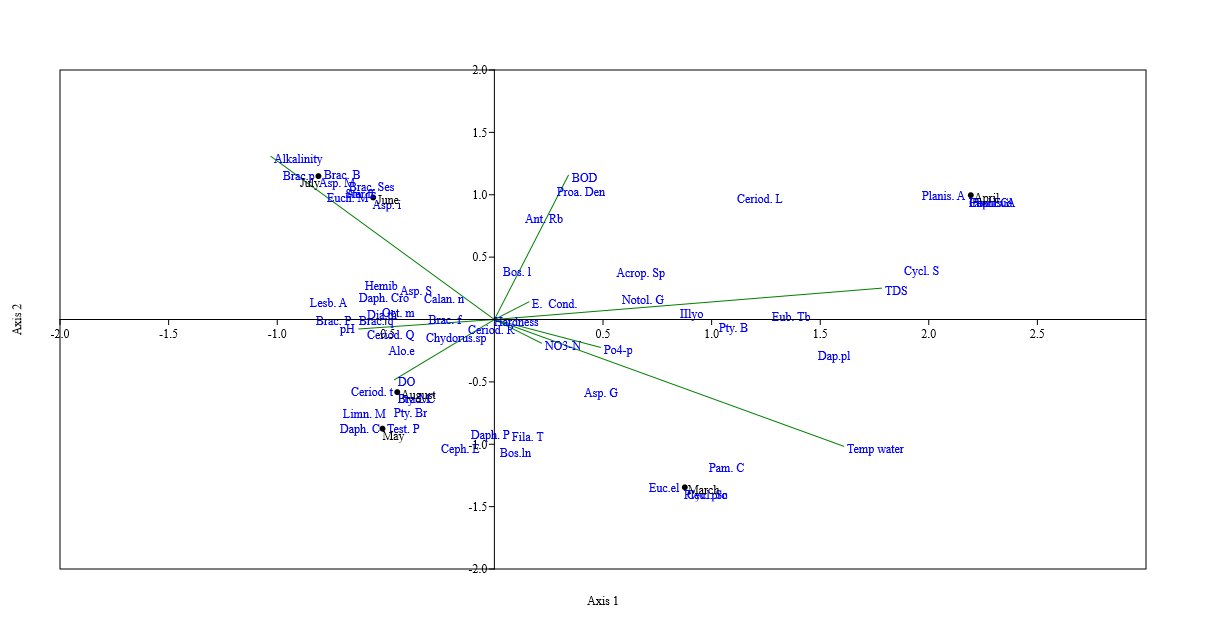 2.0
1.5
Alkalinity
Brac.p
Brac. B
BOD
July
Asp. M
Brac. Ses
1.0
Proa. Den
Euch. M
June
Asp. i
Ceriod. L
Planis. A
April
Ant. Rb
0.5
Bos. l
Acrop. Sp
Cycl. S
Hemib
Asp. S
TDS
Daph. Cro
Calan. n
Lesb. A
E. Cond.
Notol. G
Illyo
Eub. Tb
Brac. P
Brac.q
Brac. f
Hardness
pH
Ceriod. R
Pty. B
-2.0
-1.5
-1.0
-0.5
0.5
1.0
1.5
2.0
2.5
Ceriod. Q
Chydorus.sp
Alo.e
NO3-N
Po4-p
Dap.pl
-0.5
DO
Ceriod. t
August
Asp. G
Limn. M
Pty. Br
Daph. C
Test. P
May
Daph. P
Fila. T
-1.0
Ceph. E
Bos.ln
Temp water
Pam. C
Euc.el
March
-1.5
-2.0
Axis 2
Axis 1